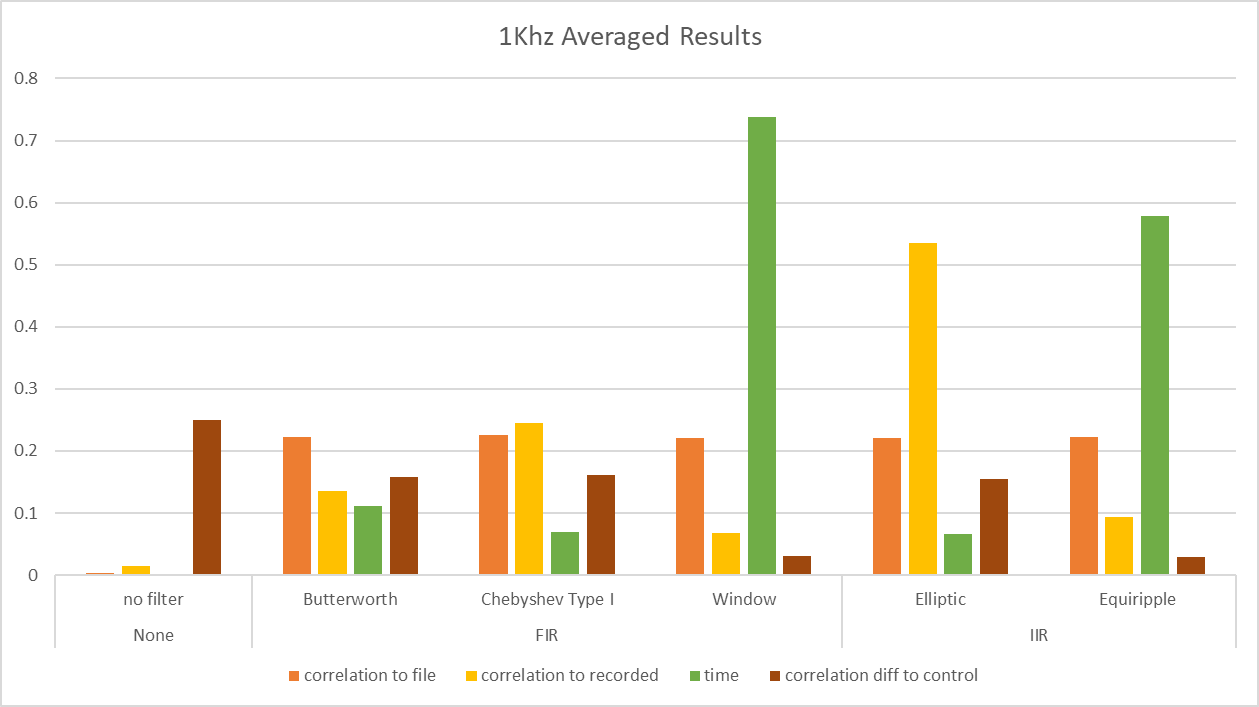 1Khz Averaged Results
0.8
0.7
0.6
0.5
0.4
0.3
0.2
0.1
0
no filter Butterworth Chebyshev Type I Window Elliptic Equiripple
None FIR IIR
correlation to file correlation to recorded time correlation diff to control